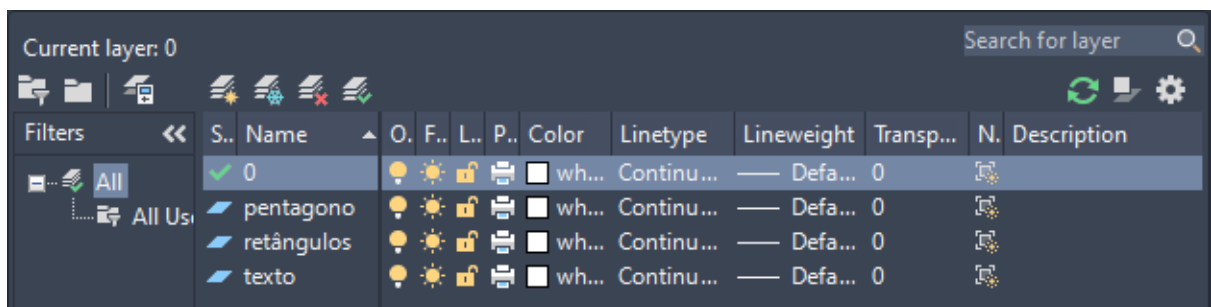 Current layer: 0
Search for layer
Filters S.. Name O. F.. L.. P.. Color Linetype Lineweight Transp... N. Description
All
All Us
0 wh... Continu... Defa... 0
pentagono wh... Continu... Defa... 0
retângulos wh... Continu... Defa... 0
texto wh... Continu... Defa... 0